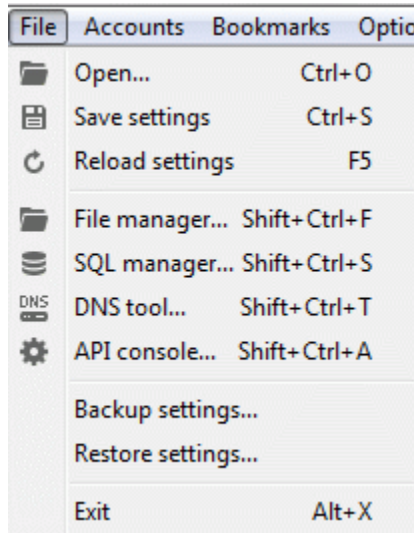 File Accounts Bookmarks Optic
Open... Ctrl+O
Save settings Ctrl+S
Reload settings F5
File manager... Shift+Ctrl+F
SQL manager... Shift+Ctrl+S
DNS DNS tool... Shift+Ctrl+T
API console... Shift+Ctrl+A
Backup settings...
Restore settings...
Exit Alt+X